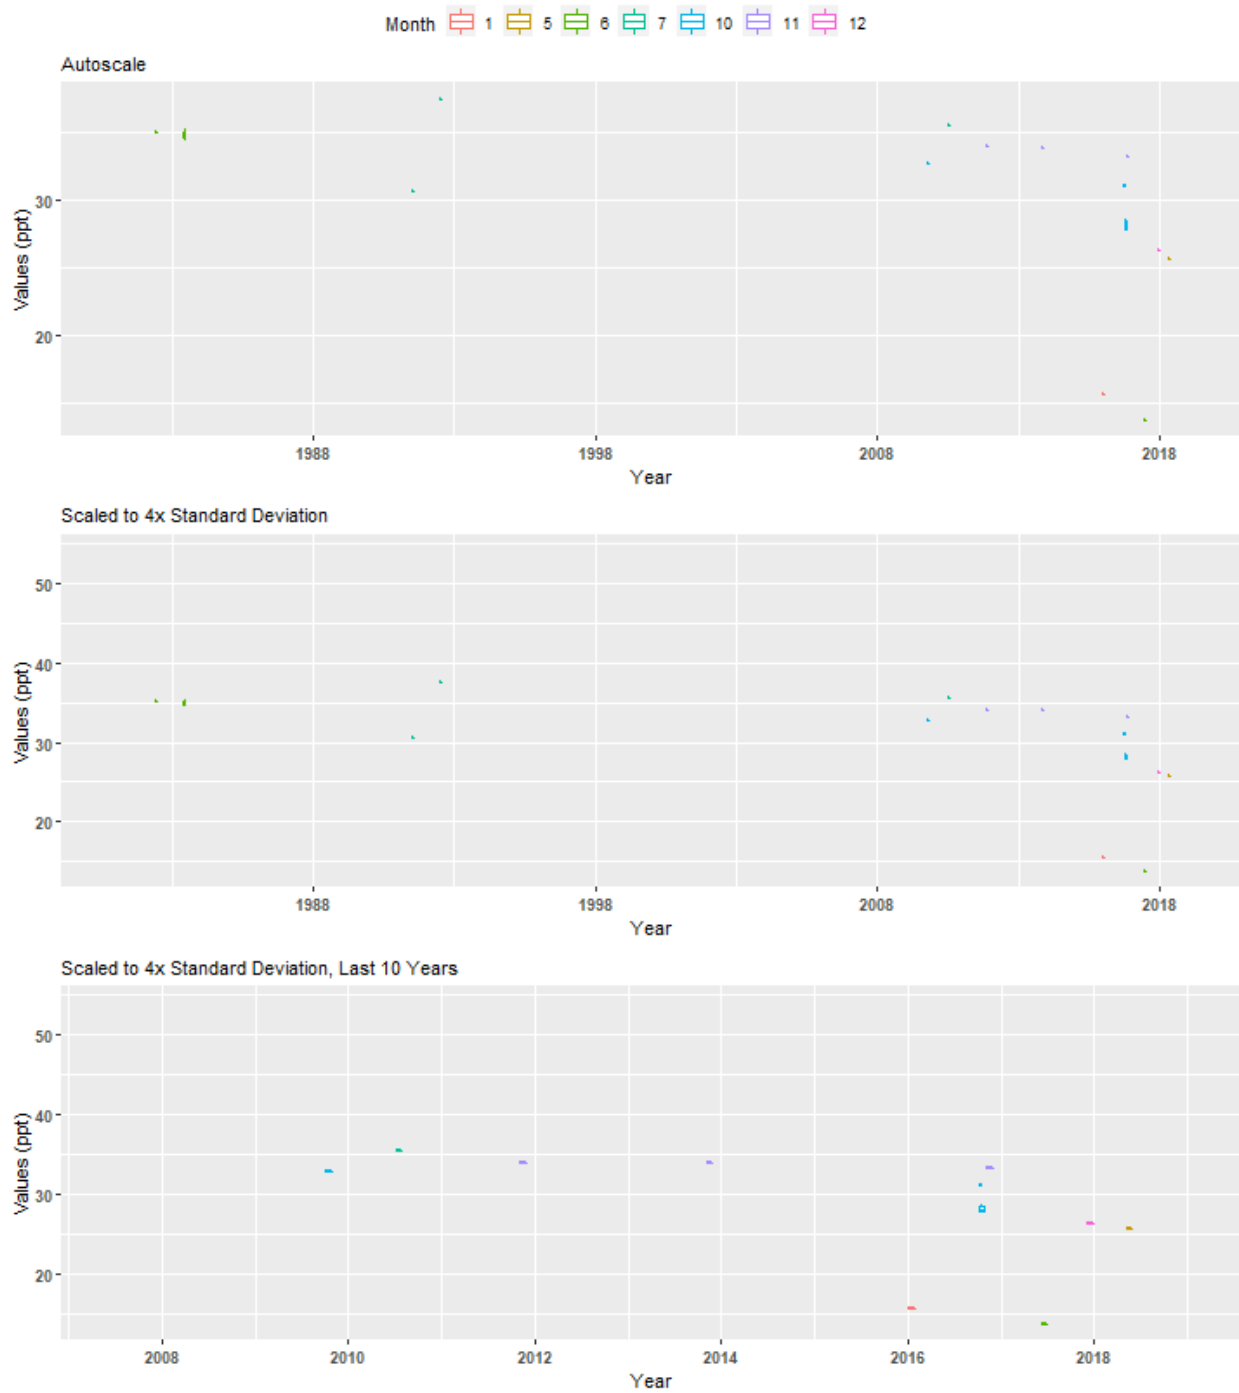 Month 1 5 6 7 10 11 12
Autoscale
30
20
Values (ppt)
1988 1998 2008 2018
Year
Scaled to 4x Standard Deviation
50
40
30
20
Values (ppt)
1988 1998 2008 2018
Year
Scaled to 4x Standard Deviation, Last 10 Years
50
40
30
20
Values (ppt)
2008 2010 2012 2014 2016 2018
Year